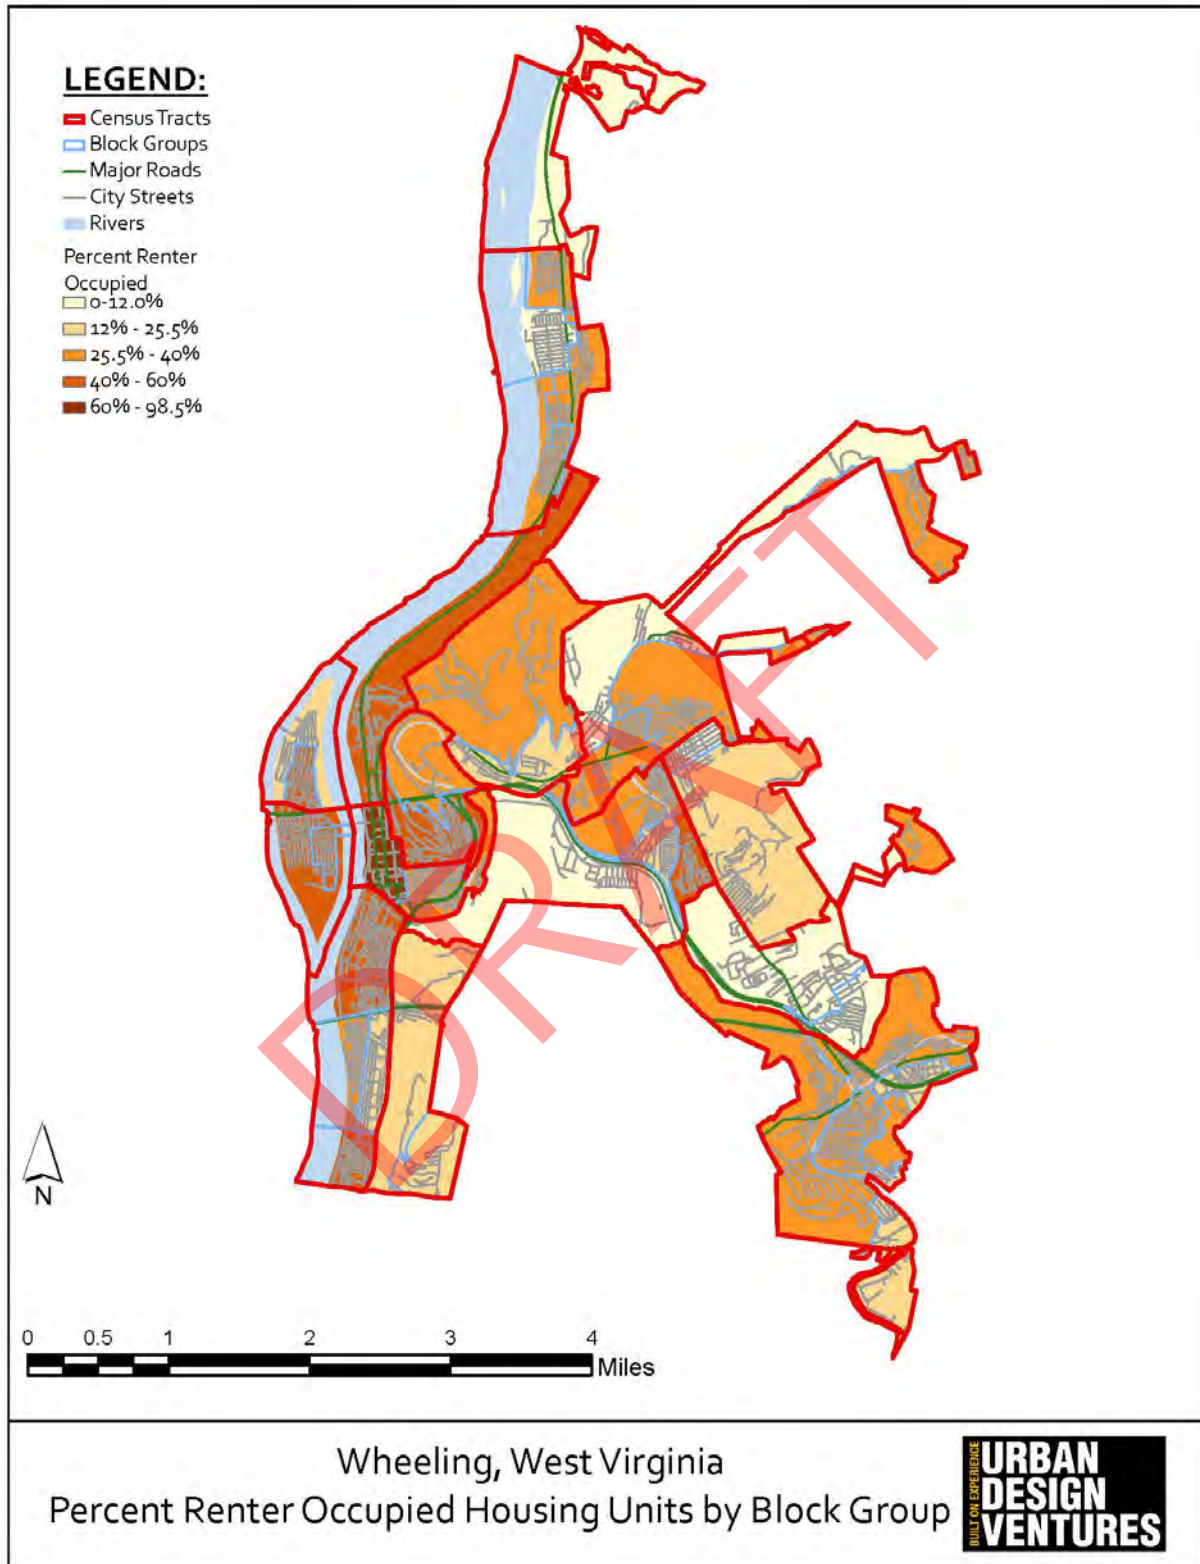 LEGEND:
Census Tracts
Block Groups
Major Roads
City Streets
Rivers
Percent Renter
Occupied
0-12.0%
12% - 25.5%
25.5% - 40%
40% - 60%
60% - 98.5%
DRAFT
N
0 0.5 1 2 3 4
Miles
Wheeling, West Virginia
Percent Renter Occupied Housing Units by Block Group
BUILT ON EXPERIENCE
URBAN
DESIGN
VENTURES